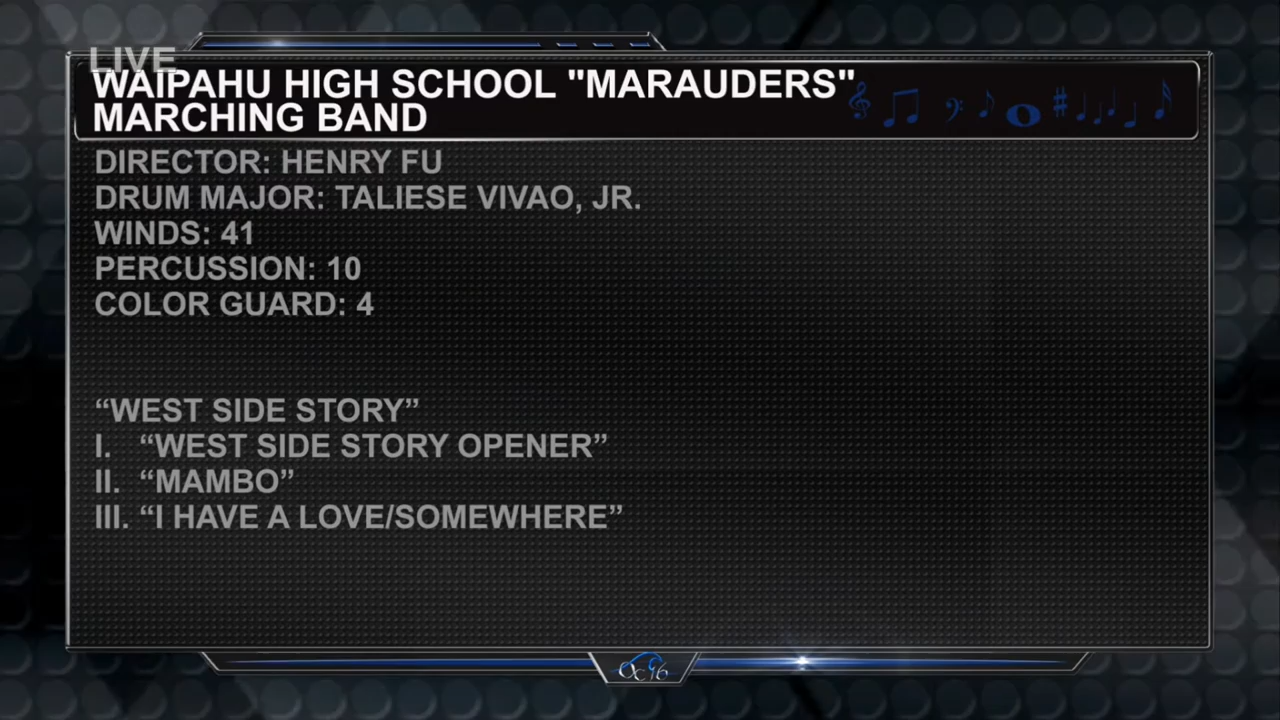 LIVE
WAIPAHU HIGH SCHOOL "MARAUDERS"
MARCHING BAND
DIRECTOR: HENRY FU
DRUM MAJOR: TALIESE VIVAO, JR.
WINDS: 41
PERCUSSION: 10
COLOR GUARD: 4
“WEST SIDE STORY”
I. “WEST SIDE STORY OPENER”
II. “MAMBO”
III. “I HAVE A LOVE/SOMEWHERE”
OC16